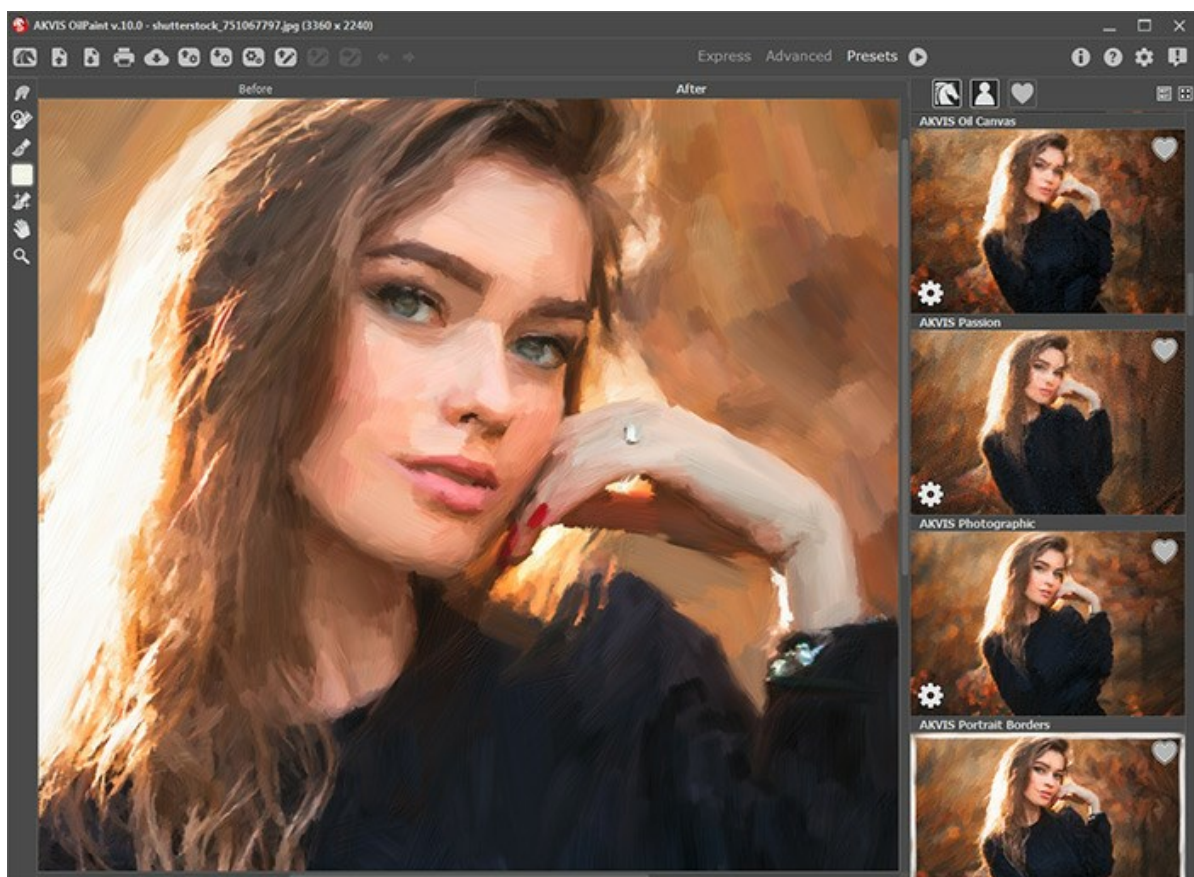 AKVIS OilPaint v.10.0 - shutterstock_751067797.jpg (3360 x 2240)
Express Advanced Presets
Before After
AKVIS Oil Canvas
AKVIS Passion
AKVIS Photographic
AKVIS Portrait Borders